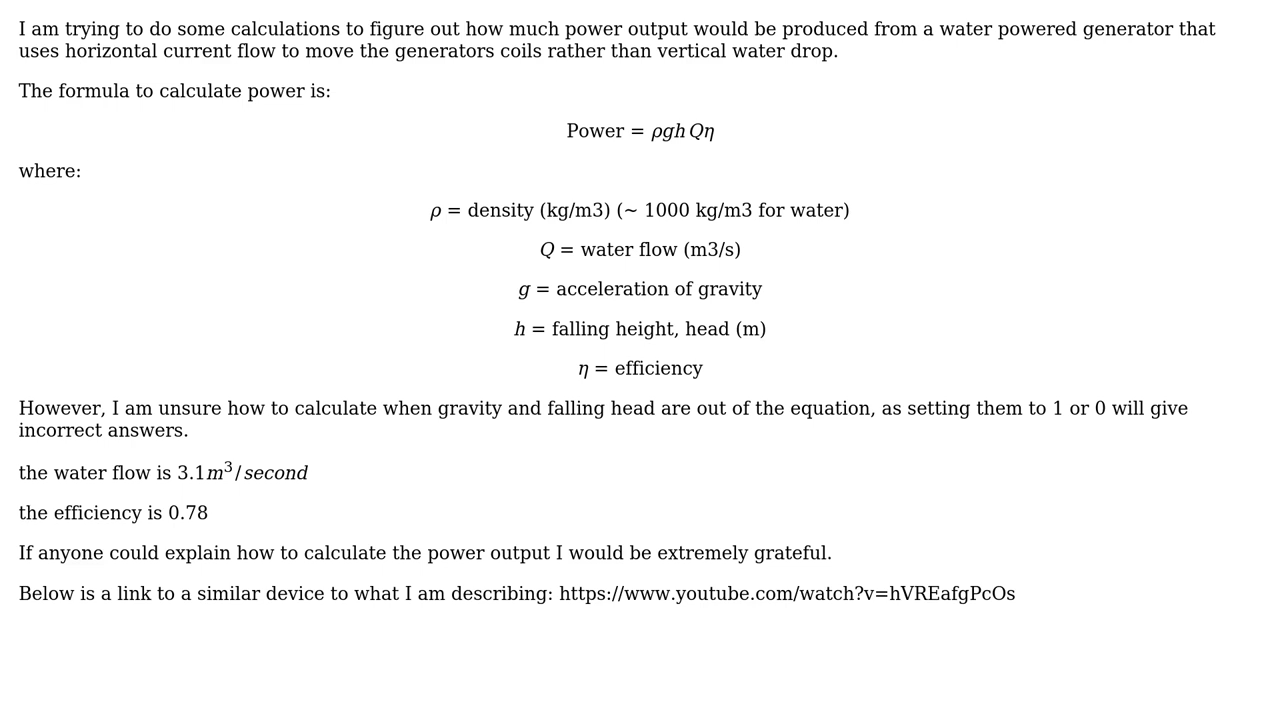 I am trying to do some calculations to figure out how much power output would be produced from a water powered generator that
uses horizontal current flow to move the generators coils rather than vertical water drop.
The formula to calculate power is:
Power = ρgh Qη
where:
ρ = density (kg/m3) (~ 1000 kg/m3 for water)
Q = water flow (m3/s)
g = acceleration of gravity
h = falling height, head (m)
η = efficiency
However, I am unsure how to calculate when gravity and falling head are out of the equation, as setting them to 1 or 0 will give
incorrect answers.
the water flow is 3.1m³/second
the efficiency is 0.78
If anyone could explain how to calculate the power output I would be extremely grateful.
Below is a link to a similar device to what I am describing: https://www.youtube.com/watch?v=hVREafgPcOs